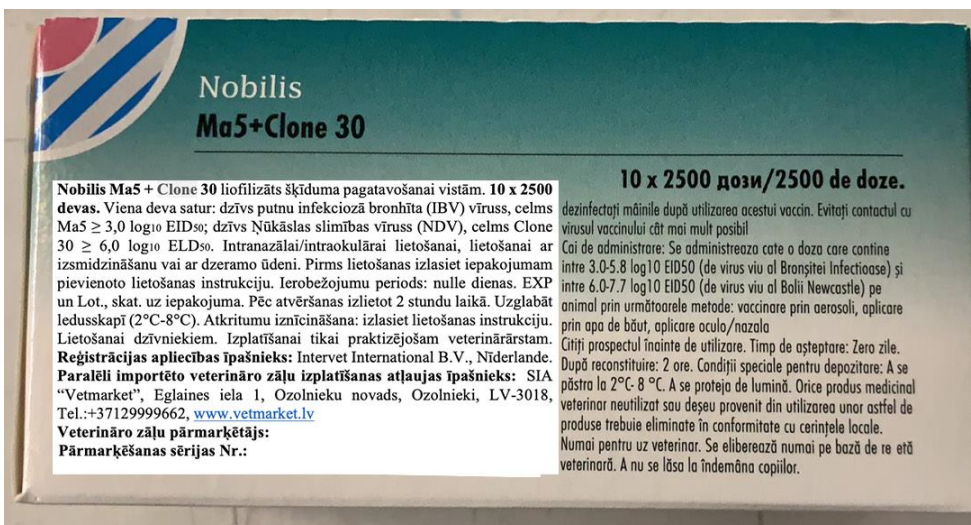 Nobilis
Ma5+Clone 30
Nobilis Ma5 + Clone 30 liofilizāts šķīduma pagatavošanai vistām. 10 x 2500
devas. Viena deva satur: dzīvs putnu infekciozā bronhīta (IBV) vīruss, celms
Ma5 ≥ 3,0 log10 EID50; dzīvs Ņūkāslas slimības vīruss (NDV), celms Clone
30 ≥ 6,0 log10 ELD50. Intranazālai/intraokulārai lietošanai, lietošanai ar
izsmidzināšanu vai ar dzeramo ūdeni. Pirms lietošanas izlasiet iepakojumam
pievienoto lietošanas instrukciju. Ierobežojumu periods: nulle dienas. EXP
un Lot., skat. uz iepakojuma. Pēc atvēršanas izlietot 2 stundu laikā. Uzglabāt
ledusskapī (2°C-8°C). Atkritumu iznīcināšana: izlasiet lietošanas instrukciju.
Lietošanai dzīvniekiem. Izplatīšanai tikai praktizējošam veterinārārstam.
Reģistrācijas apliecības īpašnieks: Intervet International B.V., Nīderlande.
Paralēli importēto veterināro zāļu izplatīšanas atļaujas īpašnieks: SIA
“Vetmarket”, Eglaines iela 1, Ozolnieku novads, Ozolnieki, LV-3018,
Tel.:+37129999662, www.vetmarket.lv
Veterināro zāļu pārmarķētājs:
Pārmarķēšanas sērijas Nr.:
10 x 2500 дози/2500 de doze.
dezinfectați mâinile după utilizarea acestui vaccin. Evitați contactul cu
virusul vaccinului cât mai mult posibil
Cai de administrare: Se administreaza cate o doza care contine
intre 3.0-5.8 log10 EID50 (de virus viu al Bronșitei Infectioase) și
intre 6.0-7.7 log10 EID50 (de virus viu al Bolii Newcastle) pe
animal prin următoarele metode: vaccinare prin aerosoli, aplicare
prin apa de băut, aplicare oculo/nazala
Citiți prospectul înainte de utilizare. Timp de așteptare: Zero zile.
După reconstituire: 2 ore. Condiții speciale pentru depozitare: A se
păstra la 2°C- 8 °C. A se proteja de lumină. Orice produs medicinal
veterinar neutilizat sau deșeu provenit din utilizarea unor astfel de
produse trebuie eliminate în conformitate cu cerințele locale.
Numai pentru uz veterinar. Se eliberează numai pe bază de re etă
veterinară. A nu se lăsa la îndemâna copiilor.